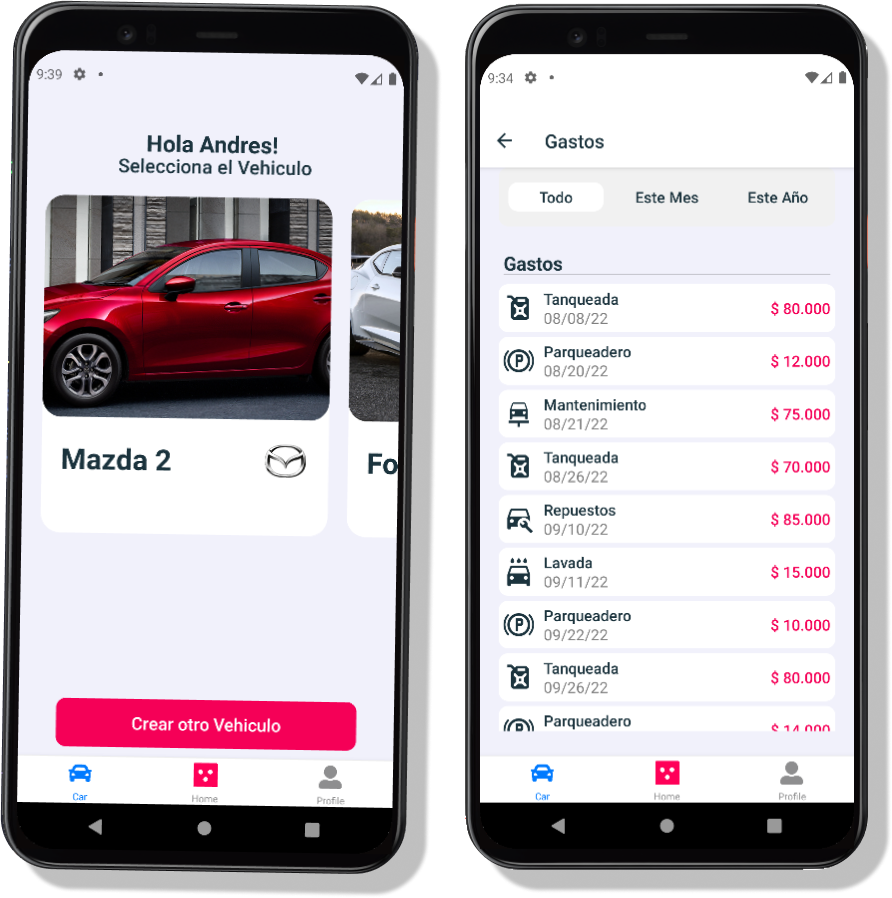 9:39
Hola Andres!
Selecciona el Vehiculo
Mazda 2
Fo
Crear otro Vehiculo
Car
Home
Profile
9:34
Gastos
Todo
Este Mes
Este Año
Gastos
Tanqueada
$ 80.000
08/08/22
Parqueadero
$ 12.000
08/20/22
Mantenimiento
$ 75.000
08/21/22
Tanqueada
$ 70.000
08/26/22
Repuestos
$ 85.000
09/10/22
Lavada
$ 15.000
09/11/22
Parqueadero
$ 10.000
09/22/22
Tanqueada
$ 80.000
09/26/22
Parqueadero
$ 14.000
Car
Home
Profile